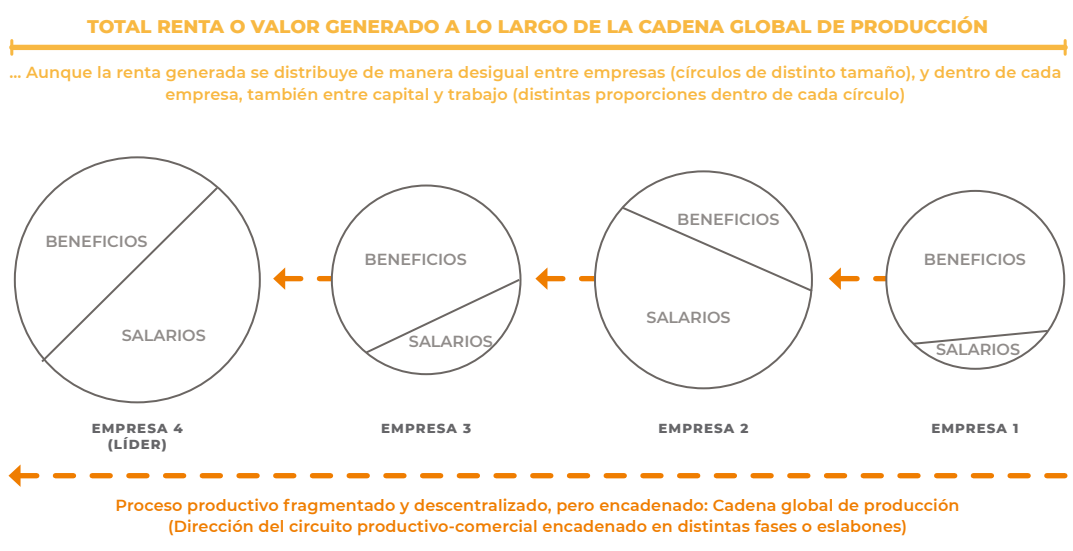 TOTAL RENTA O VALOR GENERADO A LO LARGO DE LA CADENA GLOBAL DE PRODUCCIÓN
... Aunque la renta generada se distribuye de manera desigual entre empresas (círculos de distinto tamaño), y dentro de cada
empresa, también entre capital y trabajo (distintas proporciones dentro de cada círculo)
BENEFICIOS
SALARIOS
BENEFICIOS
SALARIOS
BENEFICIOS
SALARIOS
BENEFICIOS
SALARIOS
EMPRESA 4
(LÍDER)
EMPRESA 3
EMPRESA 2
EMPRESA 1
Proceso productivo fragmentado y descentralizado, pero encadenado: Cadena global de producción
(Dirección del circuito productivo-comercial encadenado en distintas fases o eslabones)